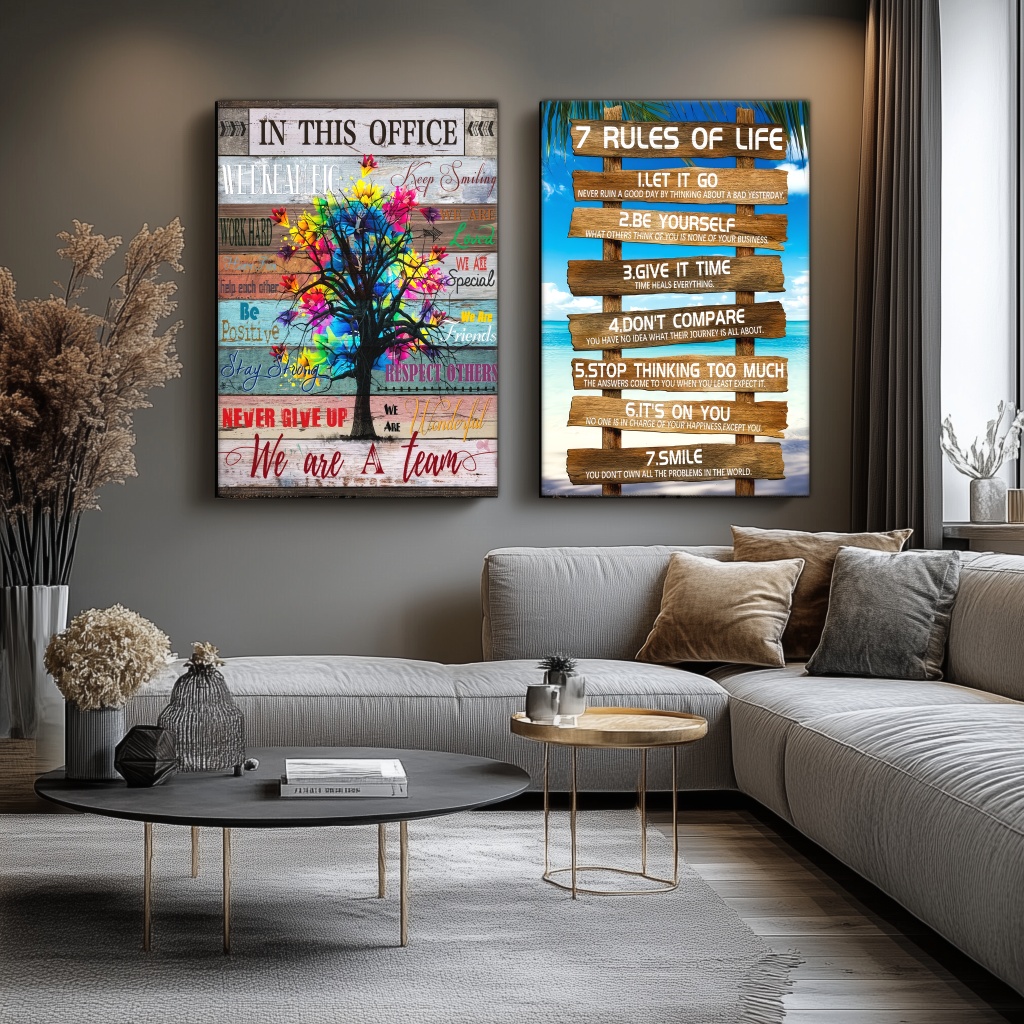 IN THIS OFFICE
Keep Smiling
WORK HARD
Loved
WE ARE
Special
help each other
Be
Positive
We Are
Friends
Stay Strong
RESPECT OTHERS
NEVER GIVE UP
WE
ARE
Wonderful
We are A team
7 RULES OF LIFE
1.LET IT GO
NEVER RUIN A GOOD DAY BY THINKING ABOUT A BAD YESTERDAY.
2.BE YOURSELF
WHAT OTHERS THINK OF YOU IS NONE OF YOUR BUSINESS.
3.GIVE IT TIME
TIME HEALS EVERYTHING.
4.DON'T COMPARE
YOU HAVE NO IDEA WHAT THEIR JOURNEY IS ALL ABOUT.
5.STOP THINKING TOO MUCH
THE ANSWERS COME TO YOU WHEN YOU LEAST EXPECT IT.
6.IT'S ON YOU
NO ONE IS IN CHARGE OF YOUR HAPPINESS,EXCEPT YOU.
7.SMILE
YOU DON'T OWN ALL THE PROBLEMS IN THE WORLD.